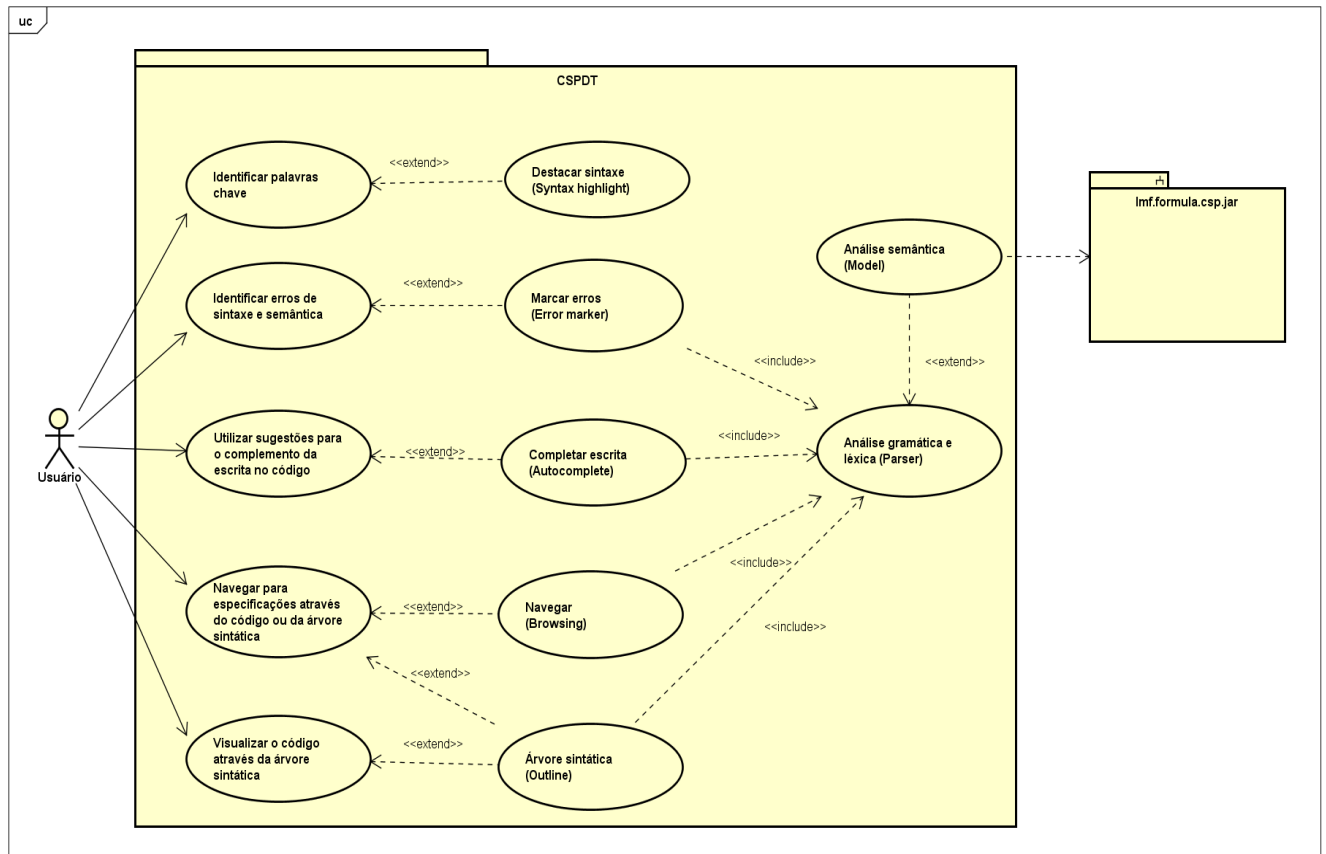 uc
CSPDT
Identificar palavras
chave
<<extend>>
Destacar sintaxe
(Syntax highlight)
lmf.formula.csp.jar
Análise semântica
(Model)
Identificar erros de
sintaxe e semântica
<<extend>>
Marcar erros
(Error marker)
<<include>>
<<extend>>
Usuário
Utilizar sugestões para
o complemento da
escrita no código
<<extend>>
Completar escrita
(Autocomplete)
<<include>>
Análise gramática e
léxica (Parser)
Navegar para
especificações através
do código ou da árvore
sintática
<<extend>>
Navegar
(Browsing)
<<include>>
<<include>>
<<extend>>
Visualizar o código
através da árvore
sintática
<<extend>>
Árvore sintática
(Outline)